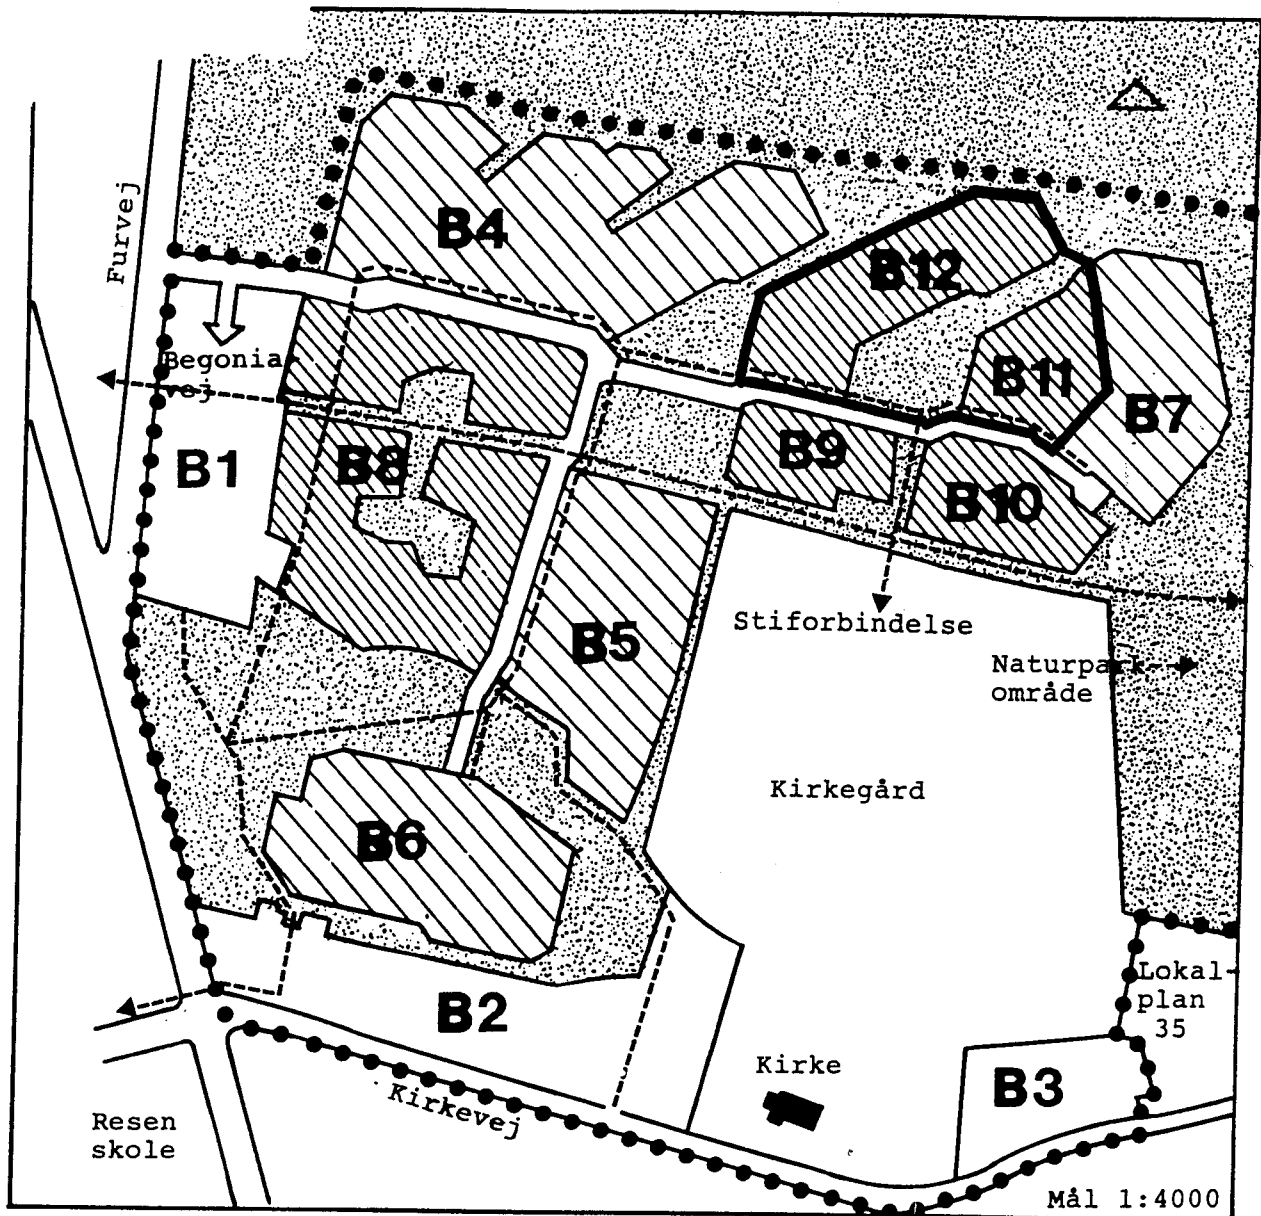 Furvej
B4
B12
Begonia-
vej
B11
B7
B1
B8
B9
B10
Stiforbindelse
B5
Naturpark-
område
Kirkegård
B6
Lokal-
plan
35
B2
Kirke
B3
Kirkevej
Resen
skole
Mål 1:4000